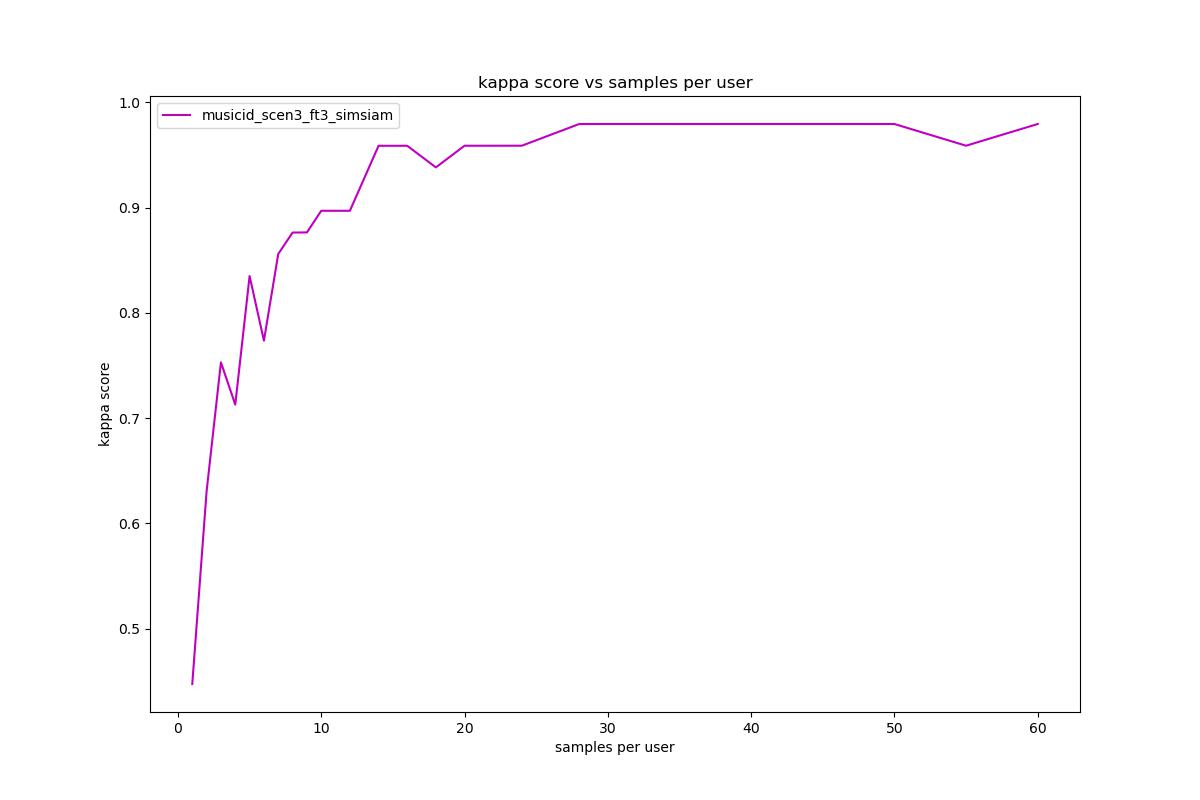 kappa score vs samples per user
musicid_scen3_ft3_simsiam
1.0
0.9
0.8
0.7
0.6
0.5
kappa score
0 10 20 30 40 50 60
samples per user